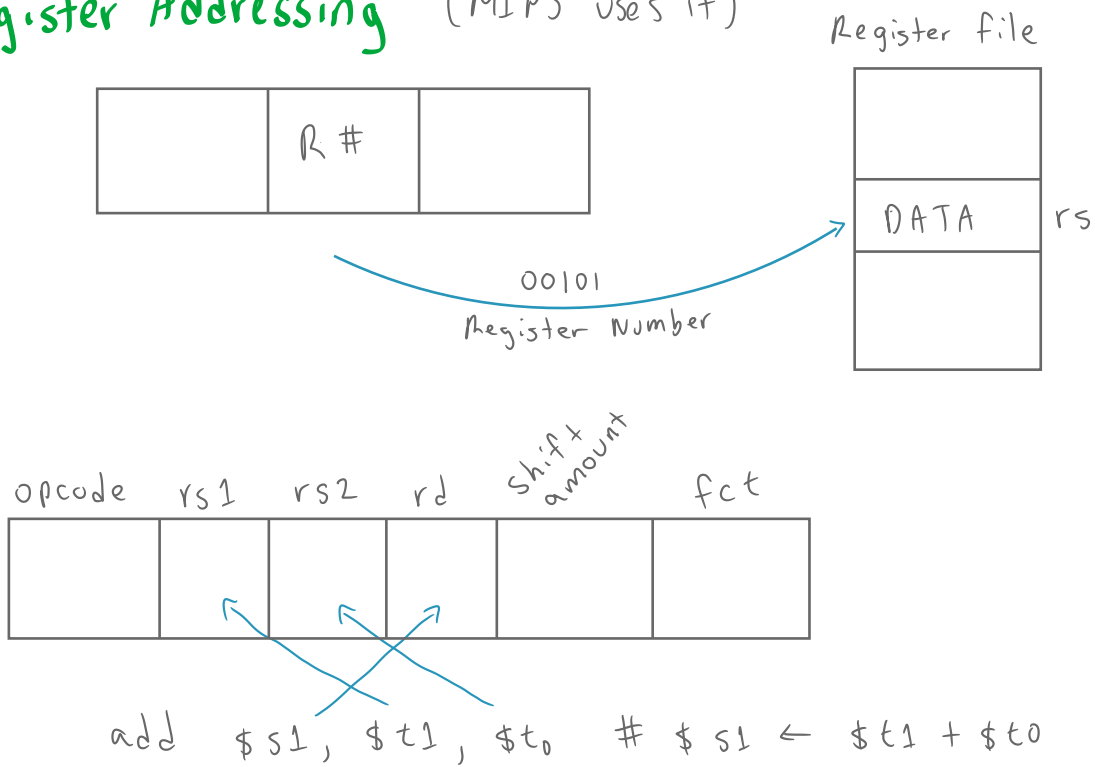 gister Addressing (MIPS uses it)
Register file
R #
DATA rs
00101
Register Number
opcode rs1 rs2 rd shift amount fct
add $s1, $t1, $t0 # $s1 ← $t1 + $t0